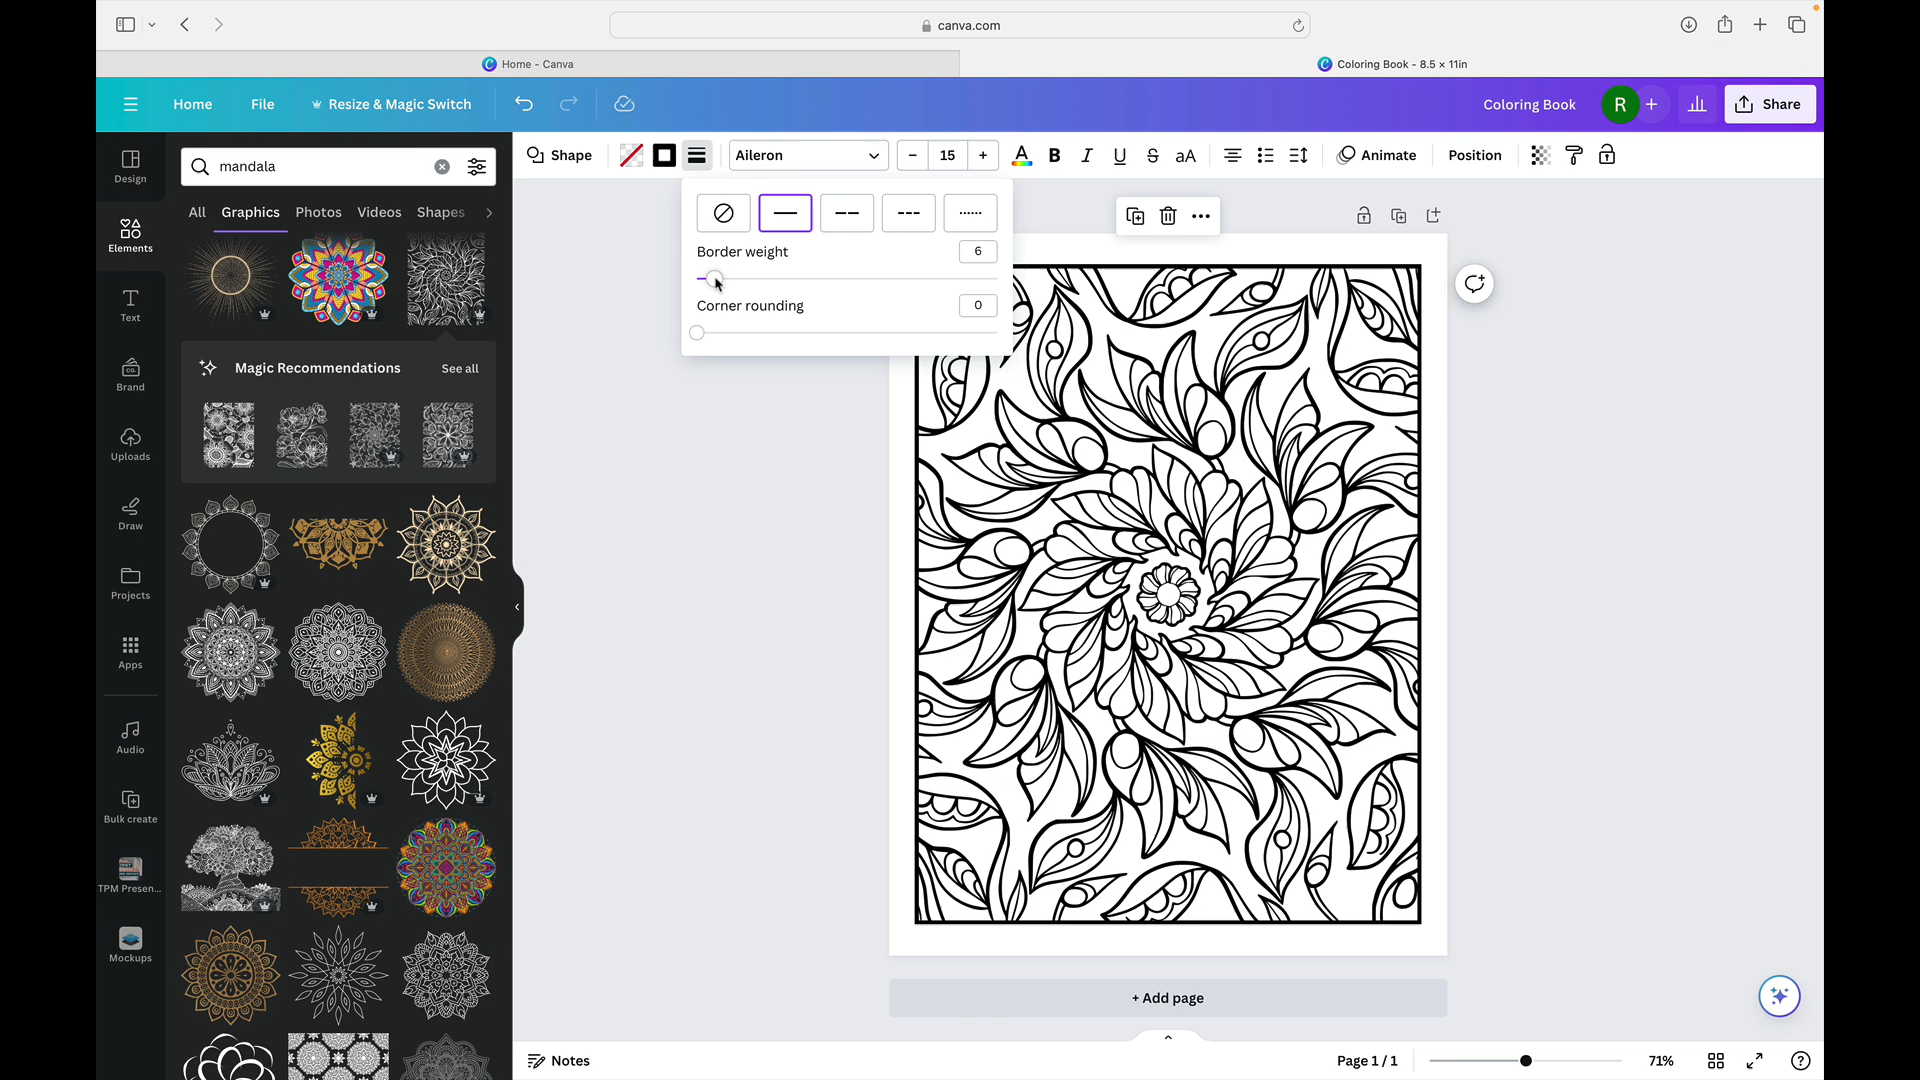 canva.com
Home - Canva
Coloring Book - 8.5 × 11in
Home
File
Resize & Magic Switch
Coloring Book
R
Share
Design
Elements
Text
Brand
Uploads
Draw
Projects
Apps
Audio
Bulk create
TPM Presen...
Mockups
mandala
All
Graphics
Photos
Videos
Shapes
Magic Recommendations
See all
Shape
Aileron
15
A
B
I
U
S
aA
Animate
Position
Border weight
6
Corner rounding
0
+ Add page
Notes
Page 1 / 1
71%